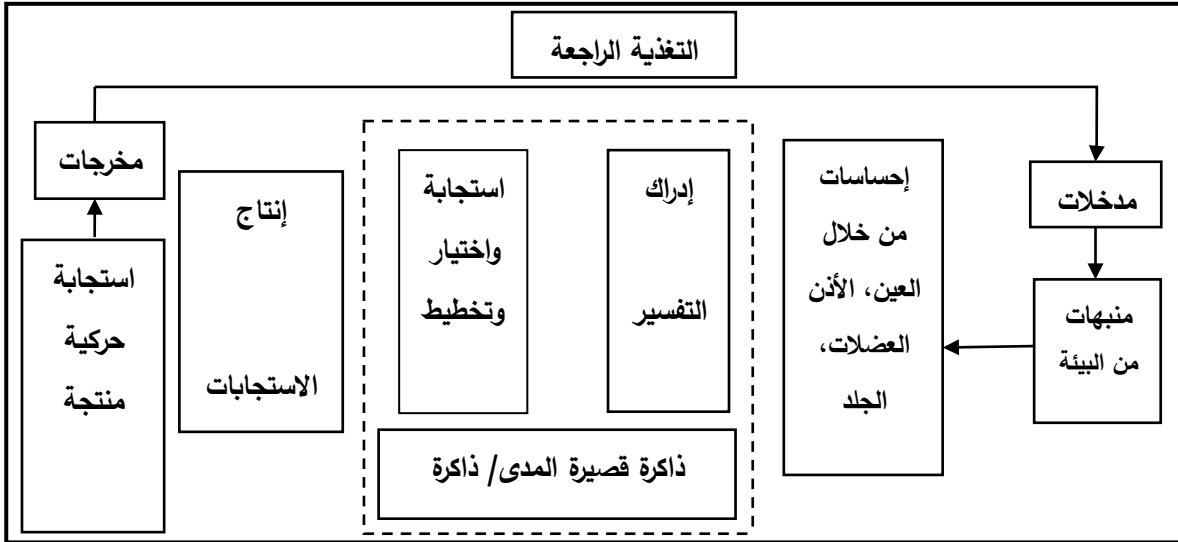 التغذية الراجعة
مدخلات
منبهات
من البيئة
إحساسات
من خلال
العين، الأذن
العضلات،
الجلد
إدراك
التفسير
استجابة
واختيار
وتخطيط
ذاكرة قصيرة المدى/ ذاكرة
إنتاج
الاستجابات
مخرجات
استجابة
حركية
منتجة